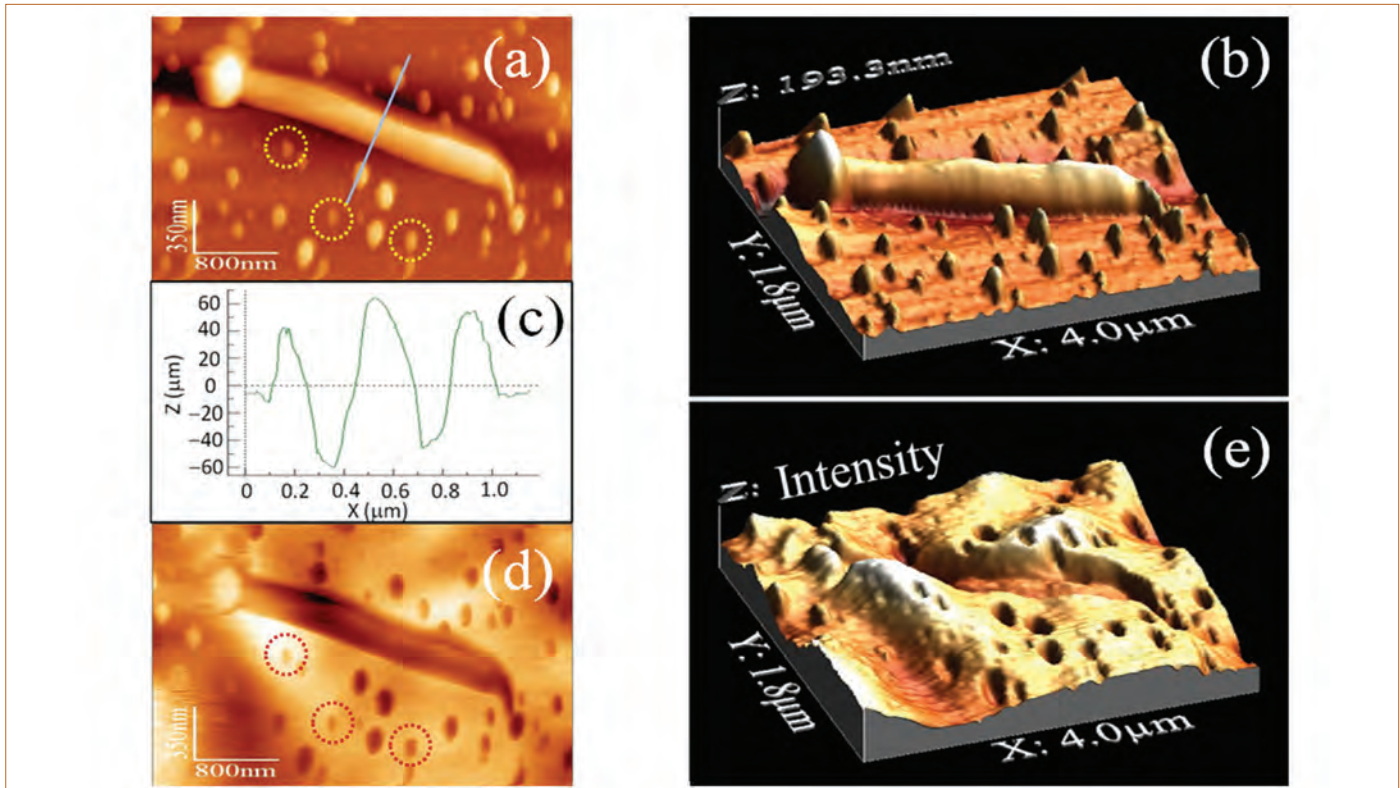 (a)
350nm
800nm
(b)
Z: 193.3nm
Y: 1.8μm
X: 4.0μm
(c)
60
40
20
0
−20
−40
−60
Z (μm)
0 0.2 0.4 0.6 0.8 1.0
X (μm)
(d)
350nm
800nm
(e)
Z: Intensity
Y: 1.8μm
X: 4.0μm